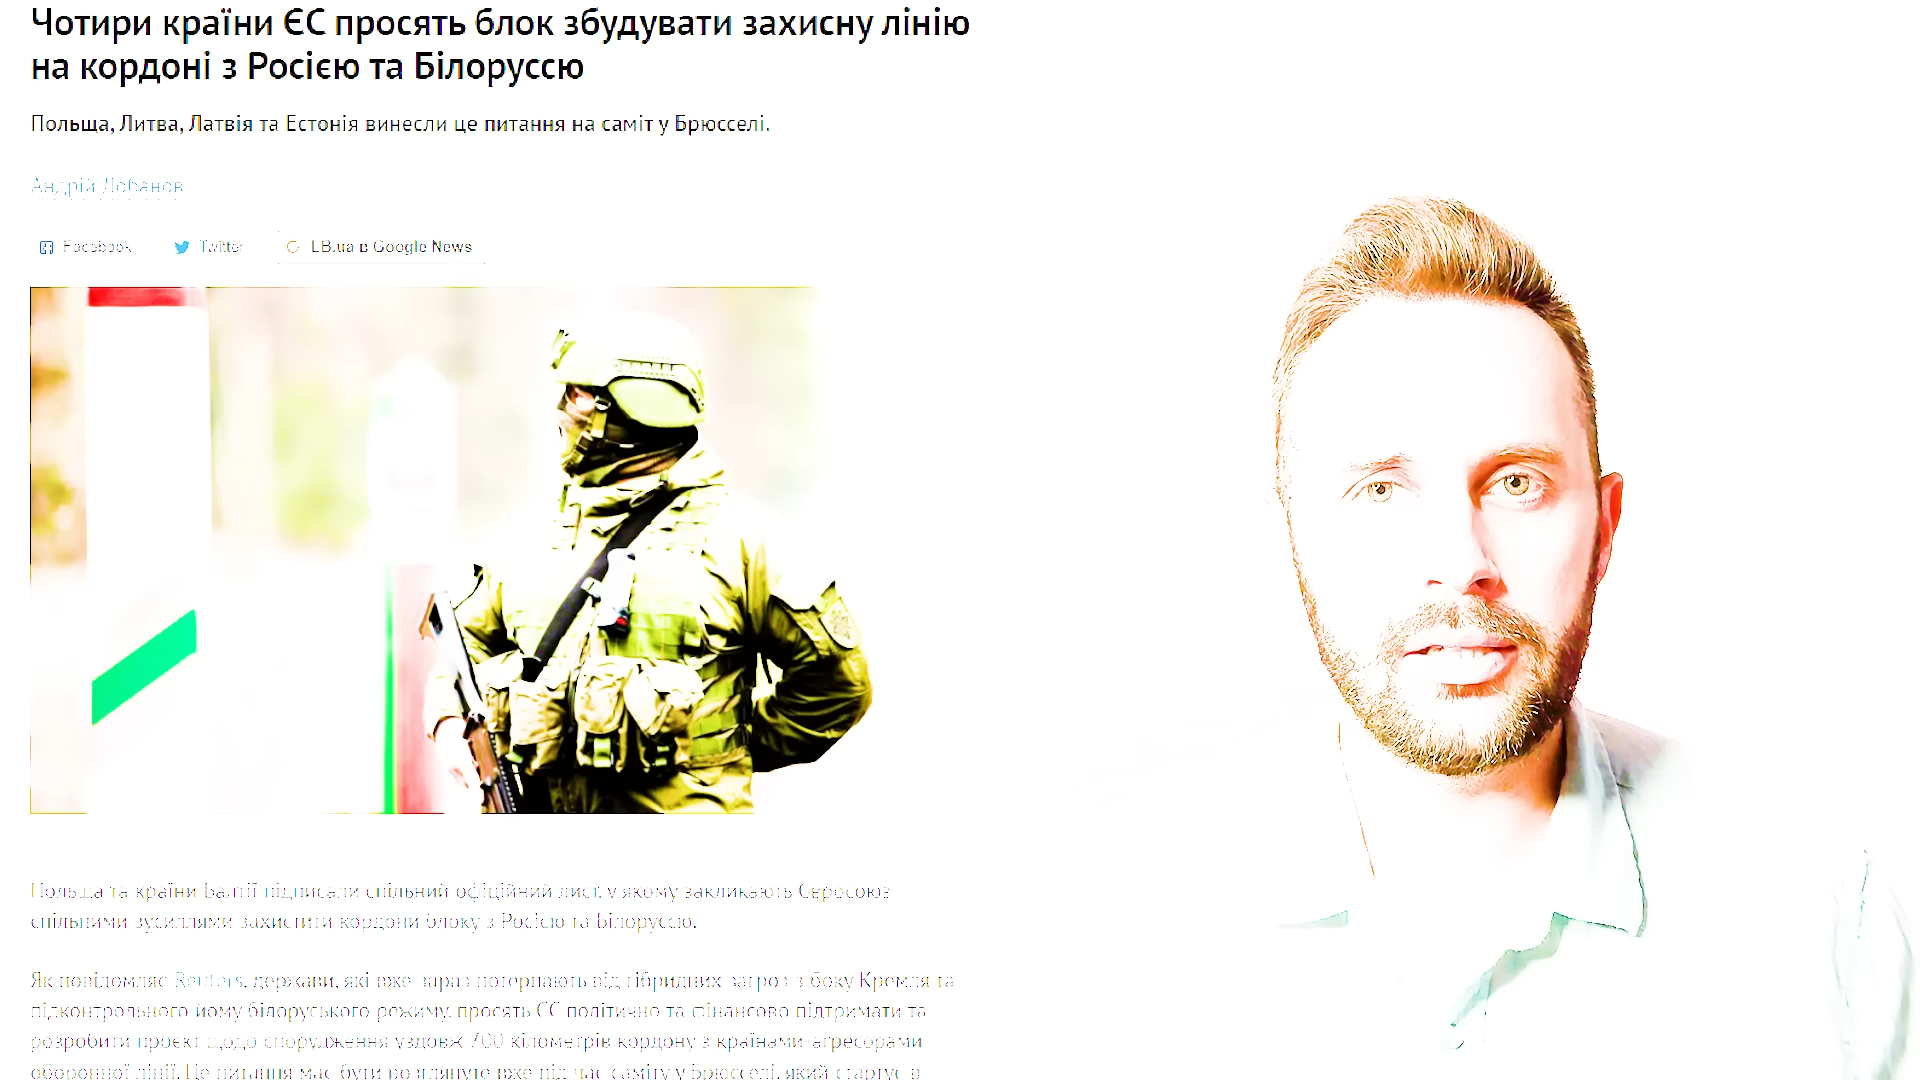 Чотири країни ЄС просять блок збудувати захисну лінію
на кордоні з Росією та Білоруссю
Польща, Литва, Латвія та Естонія винесли це питання на саміт у Брюсселі.
Андрій Лобанов
Facebook Twitter LB.ua в Google News
Польща та країни Балтії підписали спільний офіційний лист, у якому закликають Євросоюз
спільними зусиллями захистити кордони блоку з Росією та Білоруссю.
Як повідомляє Reuters, держави, які вже зараз потерпають від гібридних загроз з боку Кремля та
підконтрольного йому білоруського режиму, просять ЄС політично та фінансово підтримати та
розробити проєкт щодо спорудження уздовж 700 кілометрів кордону з країнами-агресорами
оборонної лінії. Це питання має бути розглянуте вже під час саміту у Брюсселі, який стартує в